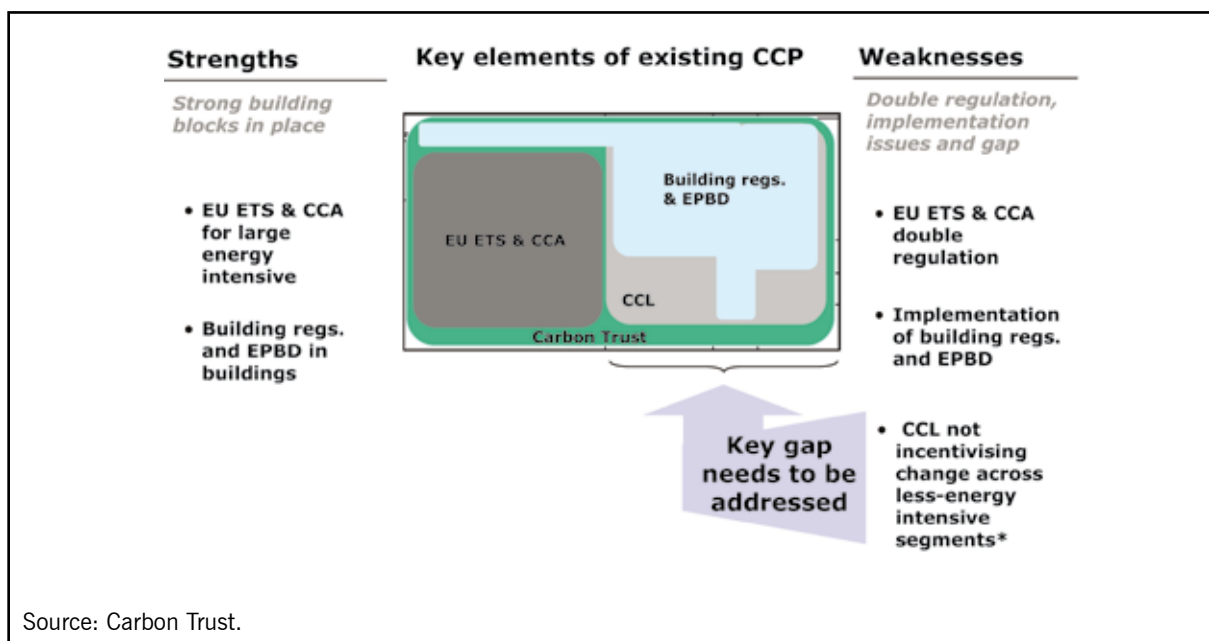 Strengths
Strong building
blocks in place
• EU ETS & CCA
for large
energy
intensive
• Building regs.
and EPBD in
buildings
Key elements of existing CCP
Building regs.
& EPBD
EU ETS & CCA
CCL
Carbon Trust
Key gap
needs to be
addressed
Weaknesses
Double regulation,
implementation
issues and gap
• EU ETS & CCA
double
regulation
• Implementation
of building regs.
and EPBD
• CCL not
incentivising
change across
less-energy
intensive
segments*
Source: Carbon Trust.